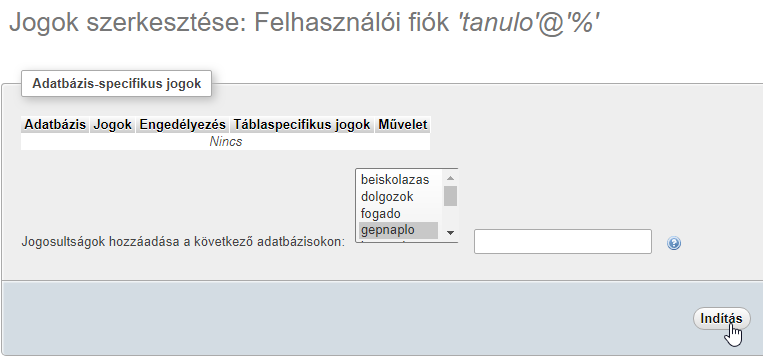 Jogok szerkesztése: Felhasználói fiók 'tanulo'@'%'
Adatbázis-specifikus jogok
Adatbázis Jogok Engedélyezés Táblaspecifikus jogok Művelet
Nincs
beiskolazas
dolgozok
fogado
gepnaplo
Jogosultságok hozzáadása a következő adatbázisokon:
Indítás